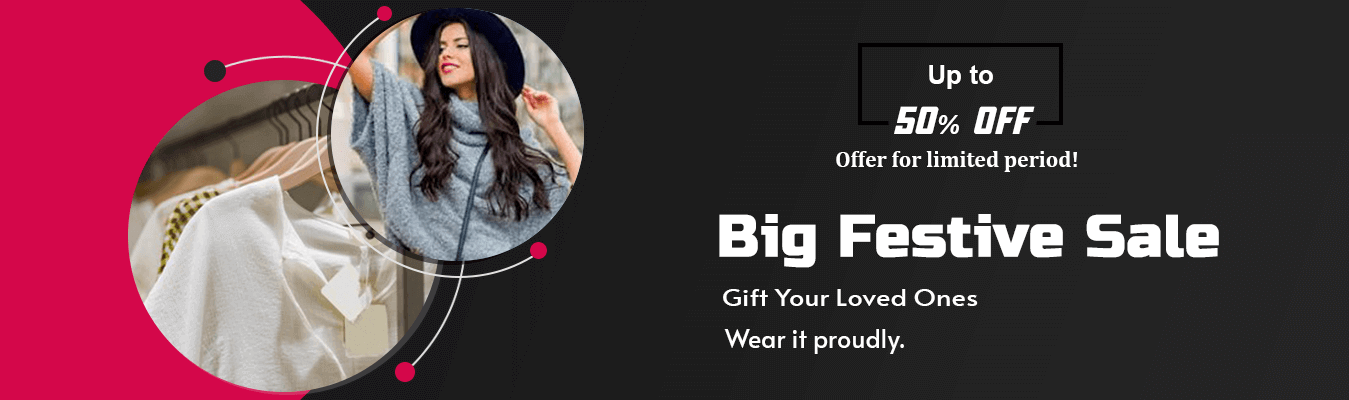 Up to
50% OFF
Offer for limited period!
Big Festive Sale
Gift Your Loved Ones
Wear it proudly.